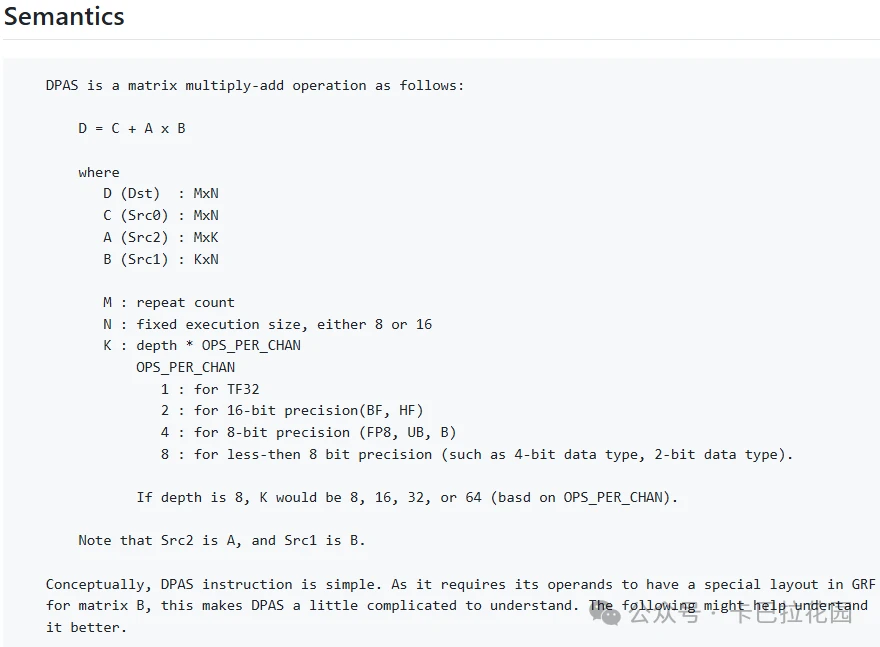 Semantics
DPAS is a matrix multiply-add operation as follows:
D = C + A x B
where
D (Dst)  : MxN
C (Src0) : MxN
A (Src2) : MxK
B (Src1) : KxN
M : repeat count
N : fixed execution size, either 8 or 16
K : depth * OPS_PER_CHAN
OPS_PER_CHAN
1 : for TF32
2 : for 16-bit precision(BF, HF)
4 : for 8-bit precision (FP8, UB, B)
8 : for less-then 8 bit precision (such as 4-bit data type, 2-bit data type).
If depth is 8, K would be 8, 16, 32, or 64 (basd on OPS_PER_CHAN).
Note that Src2 is A, and Src1 is B.
Conceptually, DPAS instruction is simple. As it requires its operands to have a special layout in GRF
for matrix B, this makes DPAS a little complicated to understand. The following might help undertand
it better.
公众号 · 卡巴拉花园